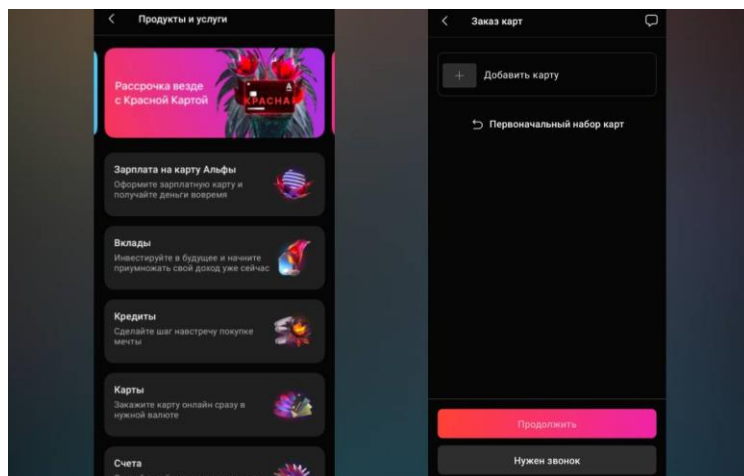 Продукты и услуги
Рассрочка везде
с Красной Картой
КРАСНАЯ
Зарплата на карту Альфы
Оформите зарплатную карту и
получайте деньги вовремя
Вклады
Инвестируйте в будущее и начните
приумножать свой доход уже сейчас
Кредиты
Сделайте шаг навстречу покупке
мечты
Карты
Закажите карту онлайн сразу в
нужной валюте
Счета
Заказ карт
Добавить карту
Первоначальный набор карт
Продолжить
Нужен звонок